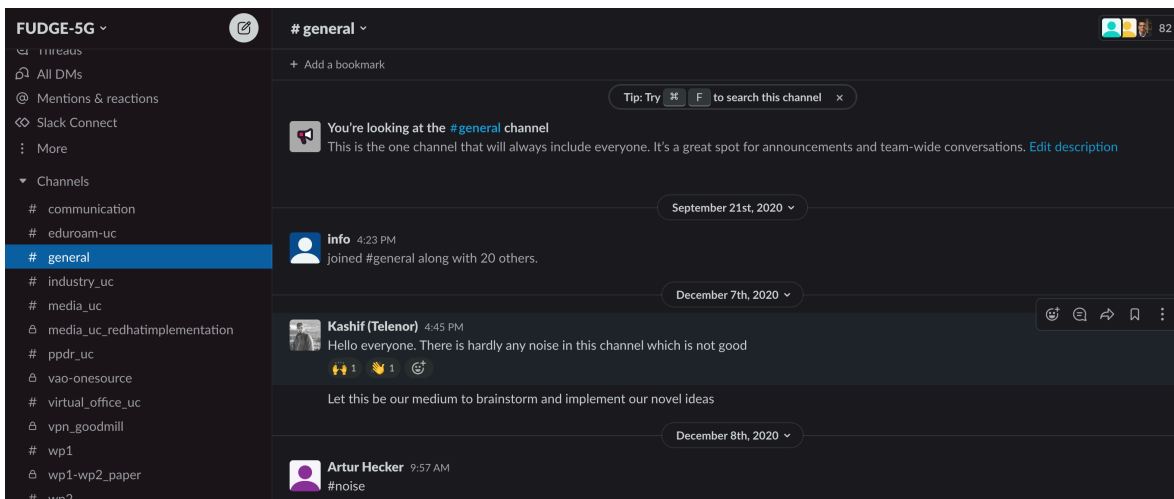 FUDGE-5G
Threads
All DMs
Mentions & reactions
Slack Connect
More
Channels
# communication
# eduroam-uc
# general
# industry_uc
# media_uc
media_uc_redhatimplementation
# ppdr_uc
vao-onesource
# virtual_office_uc
vpn_goodmill
# wp1
wp1-wp2_paper
# wp2
# general
82
+ Add a bookmark
Tip: Try ⌘ F to search this channel ×
You're looking at the #general channel
This is the one channel that will always include everyone. It's a great spot for announcements and team-wide conversations. Edit description
September 21st, 2020
info 4:23 PM
joined #general along with 20 others.
December 7th, 2020
Kashif (Telenor) 4:45 PM
Hello everyone. There is hardly any noise in this channel which is not good
1 1
Let this be our medium to brainstorm and implement our novel ideas
December 8th, 2020
Artur Hecker 9:57 AM
#noise